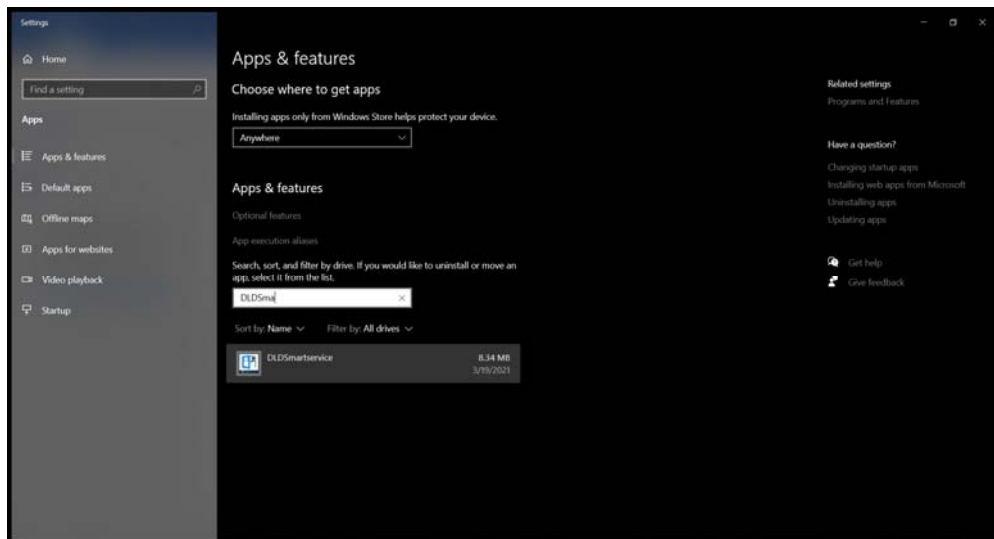 Settings
Home
Find a setting
Apps
Apps & features
Default apps
Offline maps
Apps for websites
Video playback
Startup
Apps & features
Choose where to get apps
Installing apps only from Windows Store helps protect your device.
Anywhere
Apps & features
Optional features
App execution aliases
Search, sort, and filter by drive. If you would like to uninstall or move an
app, select it from the list.
DLDSma
Sort by: Name
Filter by: All drives
DLDSmartservice
8.34 MB
3/19/2021
Related settings
Programs and Features
Have a question?
Changing startup apps
Installing web apps from Microsoft
Uninstalling apps
Updating apps
Get help
Give feedback